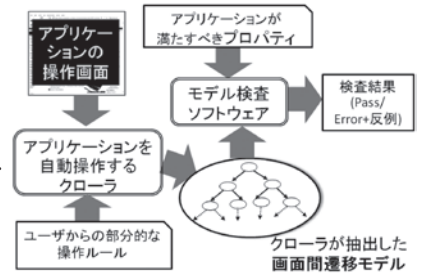 アプリケー
ションの
操作画面
アプリケーションが
満たすべきプロパティ
モデル検査
ソフトウェア
検査結果
(Pass/
Error+反例)
アプリケーションを
自動操作する
クローラ
ユーザからの部分的な
操作ルール
クローラが抽出した
画面間遷移モデル